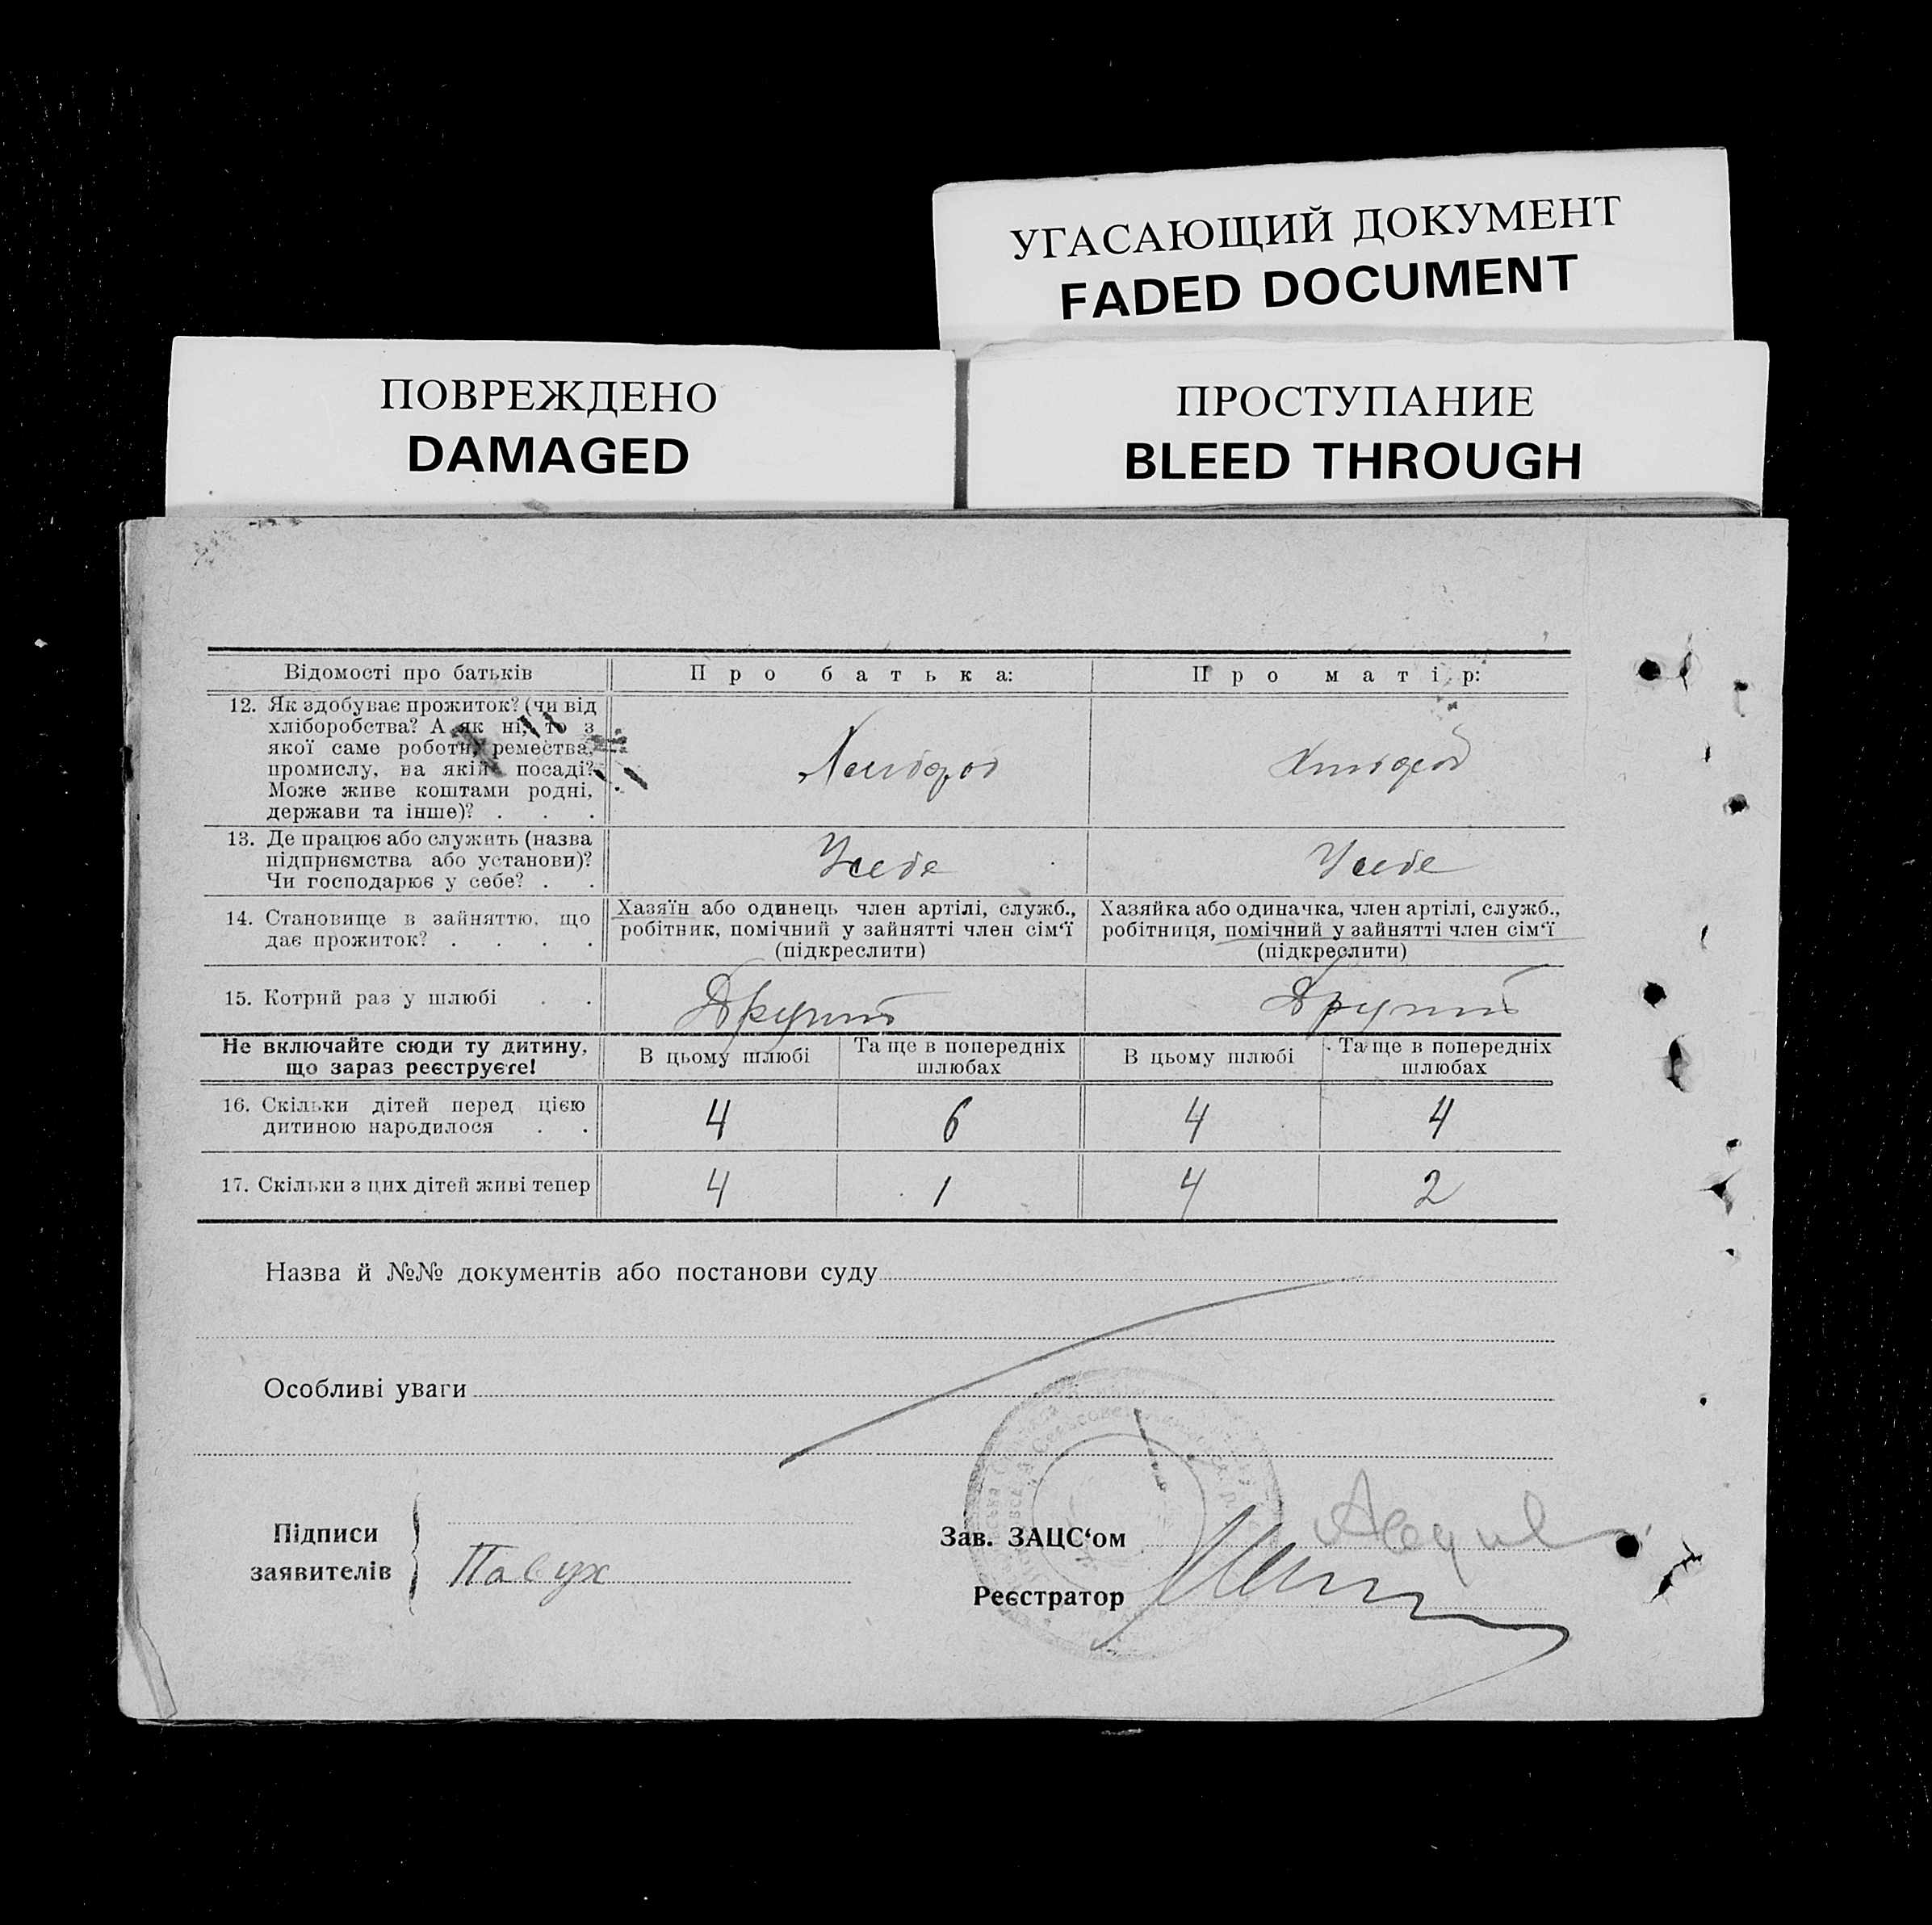 УГАСАЮЩИЙ ДОКУМЕНТ
FADED DOCUMENT
ПОВРЕЖДЕНО
DAMAGED
ПРОСТУПАНИЕ
BLEED THROUGH
Відомості про батьків
Про батька:
Про матір:
12. Як здобуває прожиток? (чи від
хліборобства? А як ні, то з
якої саме роботи, ремества,
промислу, на якій посаді?
Може живе коштами родні,
держави та інше)? . . .
Хлібороб
Хлібороб
13. Де працює або служить (назва
підприємства або установи)?
Чи господарює у себе? . .
У себе
У себе
14. Становище в зайняттю, що
дає прожиток? . . . .
Хазяїн або одинець член артілі, служб.,
робітник, помічний у зайнятті член сім‘ї
(підкреслити)
Хазяйка або одиначка, член артілі, служб.,
робітниця, помічний у зайнятті член сім‘ї
(підкреслити)
15. Котрий раз у шлюбі . .
Другий
Другий
Не включайте сюди ту дитину,
що зараз реєструєте!
В цьому шлюбі
Та ще в попередніх
шлюбах
В цьому шлюбі
Та ще в попередніх
шлюбах
16. Скільки дітей перед цією
дитиною народилося . .
4
6
4
4
17. Скільки з цих дітей живі тепер
4
1
4
2
Назва й №№ документів або постанови суду
Особливі уваги
Підписи
заявителів
Павук
Зав. ЗАЦС‘ом
Реєстратор